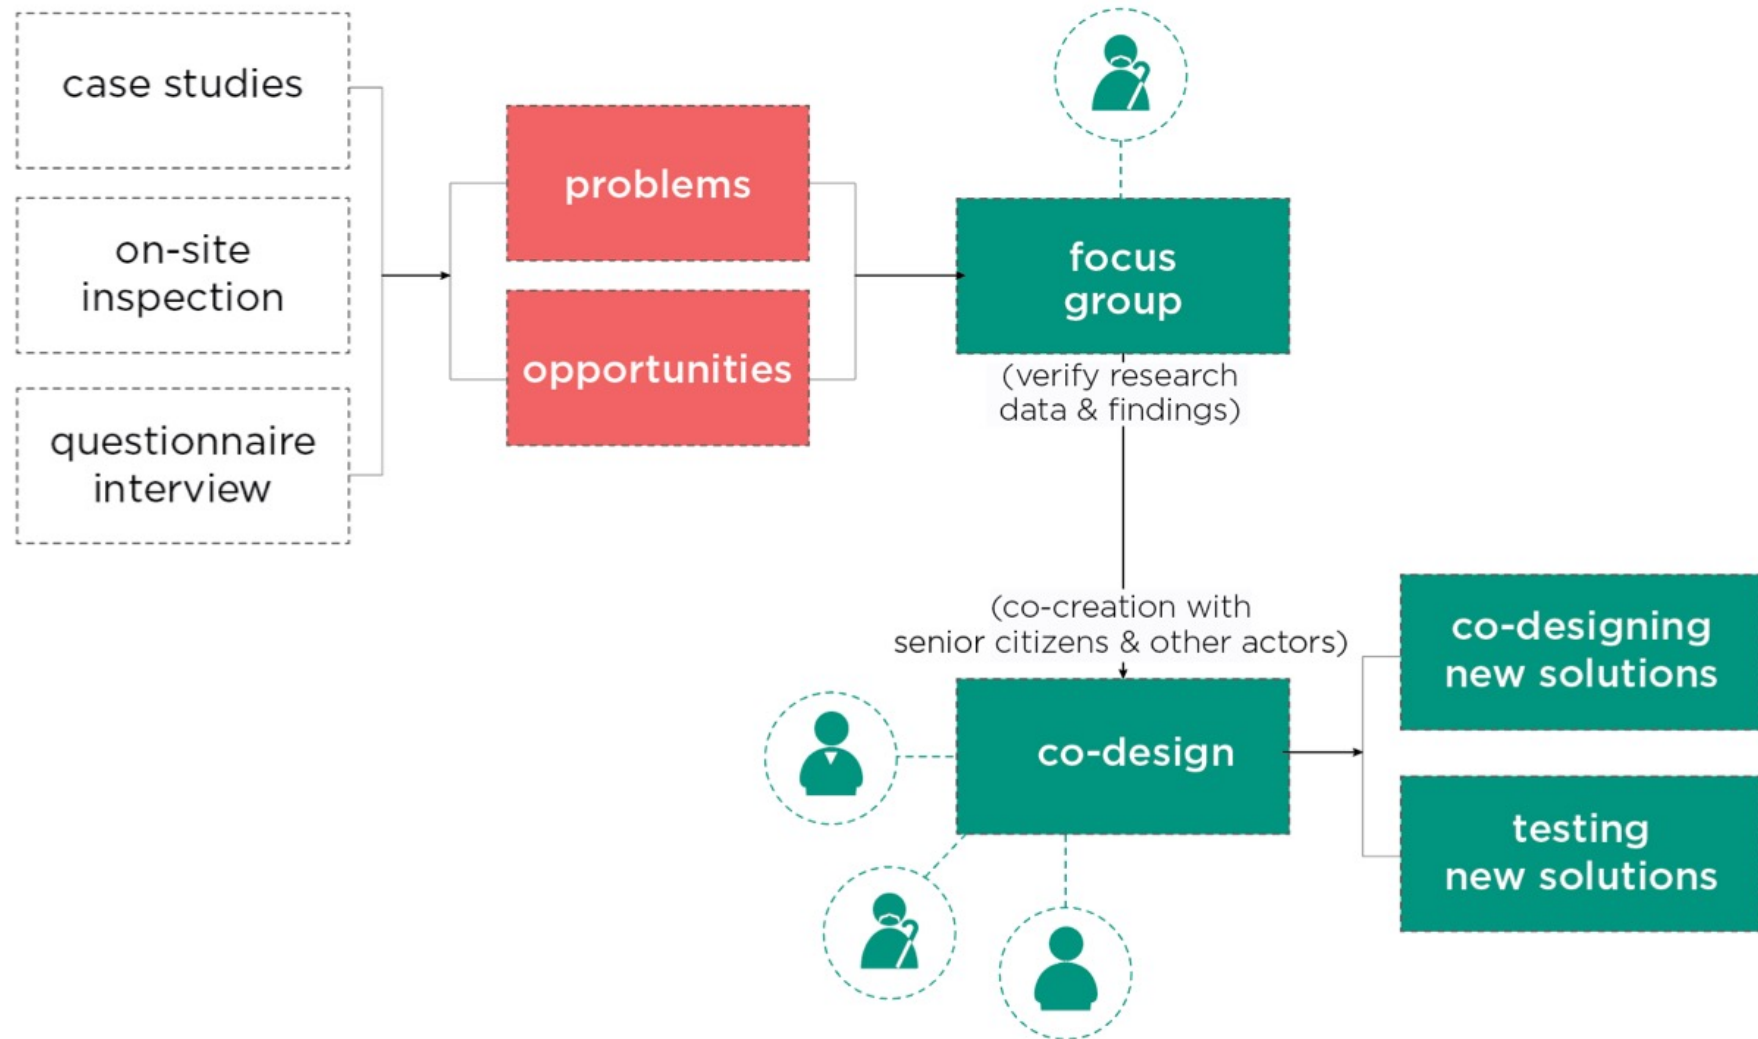 case studies
on-site
inspection
questionnaire
interview
problems
opportunities
focus
group
(verify research
data & findings)
(co-creation with
senior citizens & other actors)
co-design
co-designing
new solutions
testing
new solutions